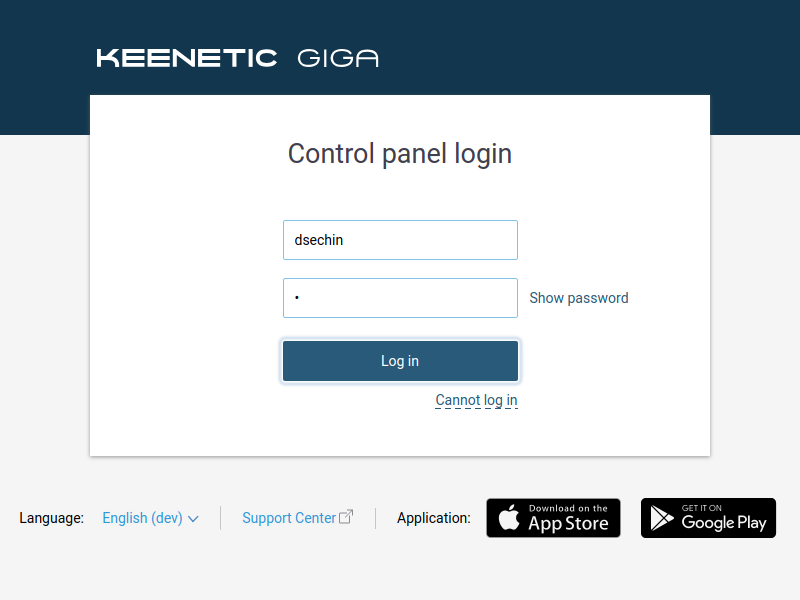 KEENETIC GIGA
Control panel login
dsechin
•
Show password
Log in
Cannot log in
Language: English (dev) Support Center Application: Download on the App Store GET IT ON Google Play